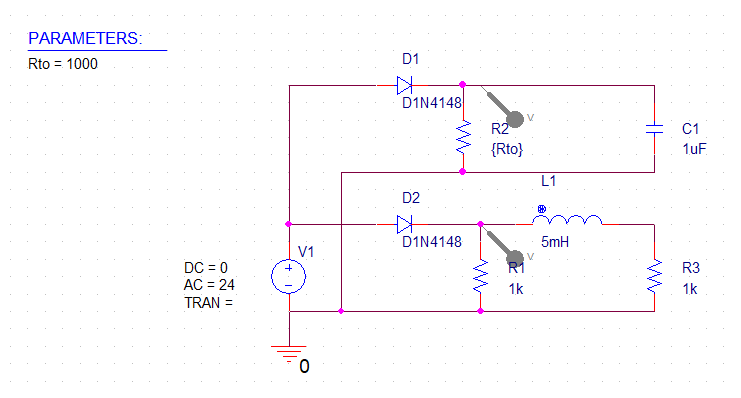 PARAMETERS:
Rto = 1000
D1
D1N4148
R2
{Rto}
V
C1
1uF
L1
5mH
D2
D1N4148
V
R1
1k
R3
1k
V1
+
−
DC = 0
AC = 24
TRAN =
0